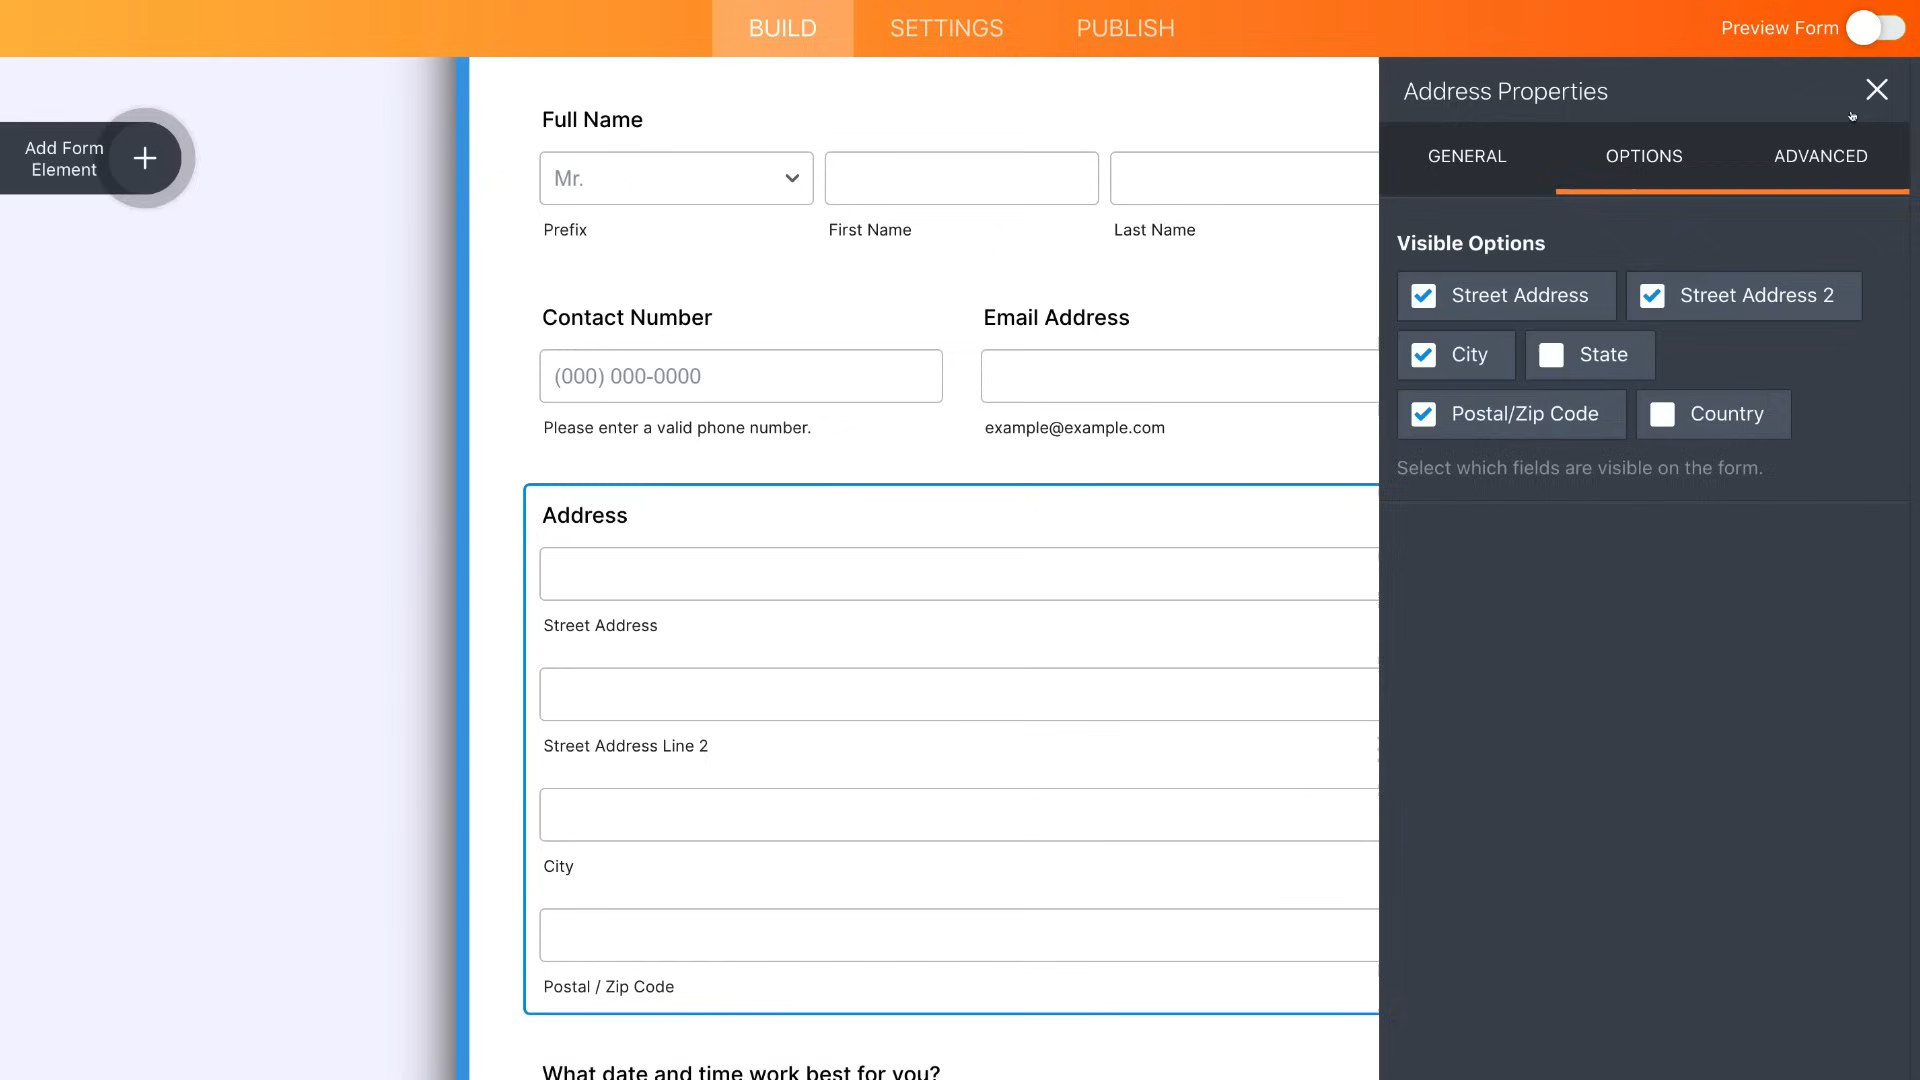 BUILD SETTINGS PUBLISH Preview Form
Add Form
Element
Full Name
Mr.
Prefix First Name Last Name
Contact Number Email Address
(000) 000-0000
Please enter a valid phone number. example@example.com
Address
Street Address
Street Address Line 2
City
Postal / Zip Code
What date and time work best for you?
Address Properties
GENERAL OPTIONS ADVANCED
Visible Options
Street Address Street Address 2
City State
Postal/Zip Code Country
Select which fields are visible on the form.